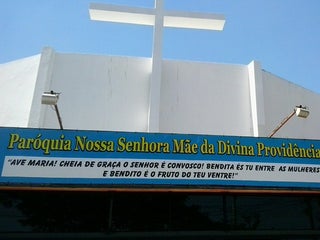 Paróquia Nossa Senhora Mãe da Divina Providência
"AVE MARIA! CHEIA DE GRAÇA O SENHOR É CONVOSCO! BENDITA ÉS TU ENTRE AS MULHERES
E BENDITO É O FRUTO DO TEU VENTRE!"